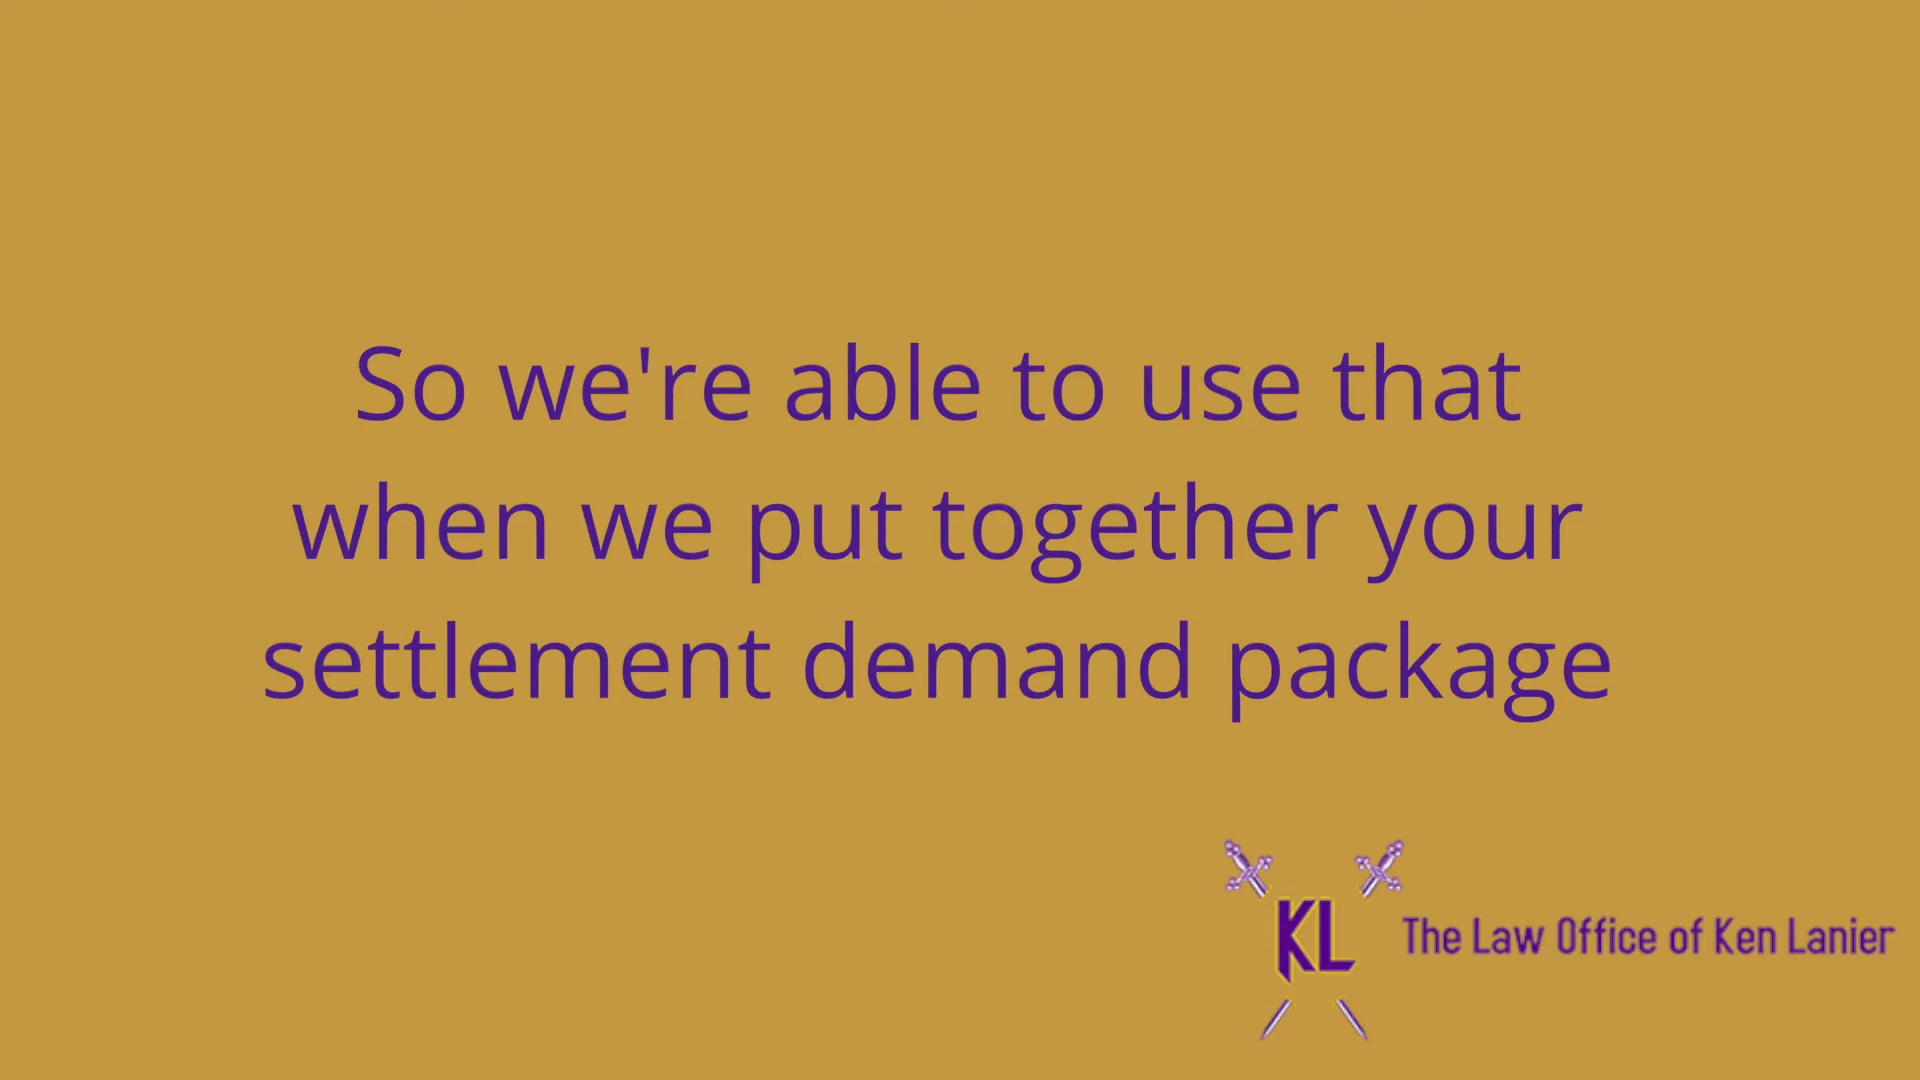 So we're able to use that
when we put together your
settlement demand package
KL
The Law Office of Ken Lanier